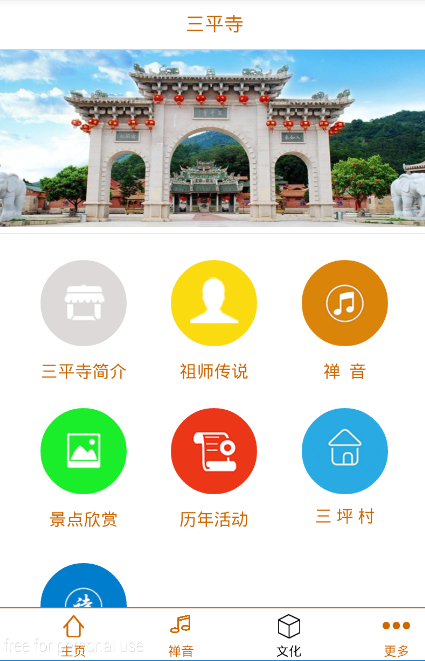 三平寺
三平寺简介
祖师传说
禅 音
景点欣赏
历年活动
三 坪 村
free for personal use
主页
禅音
文化
更多